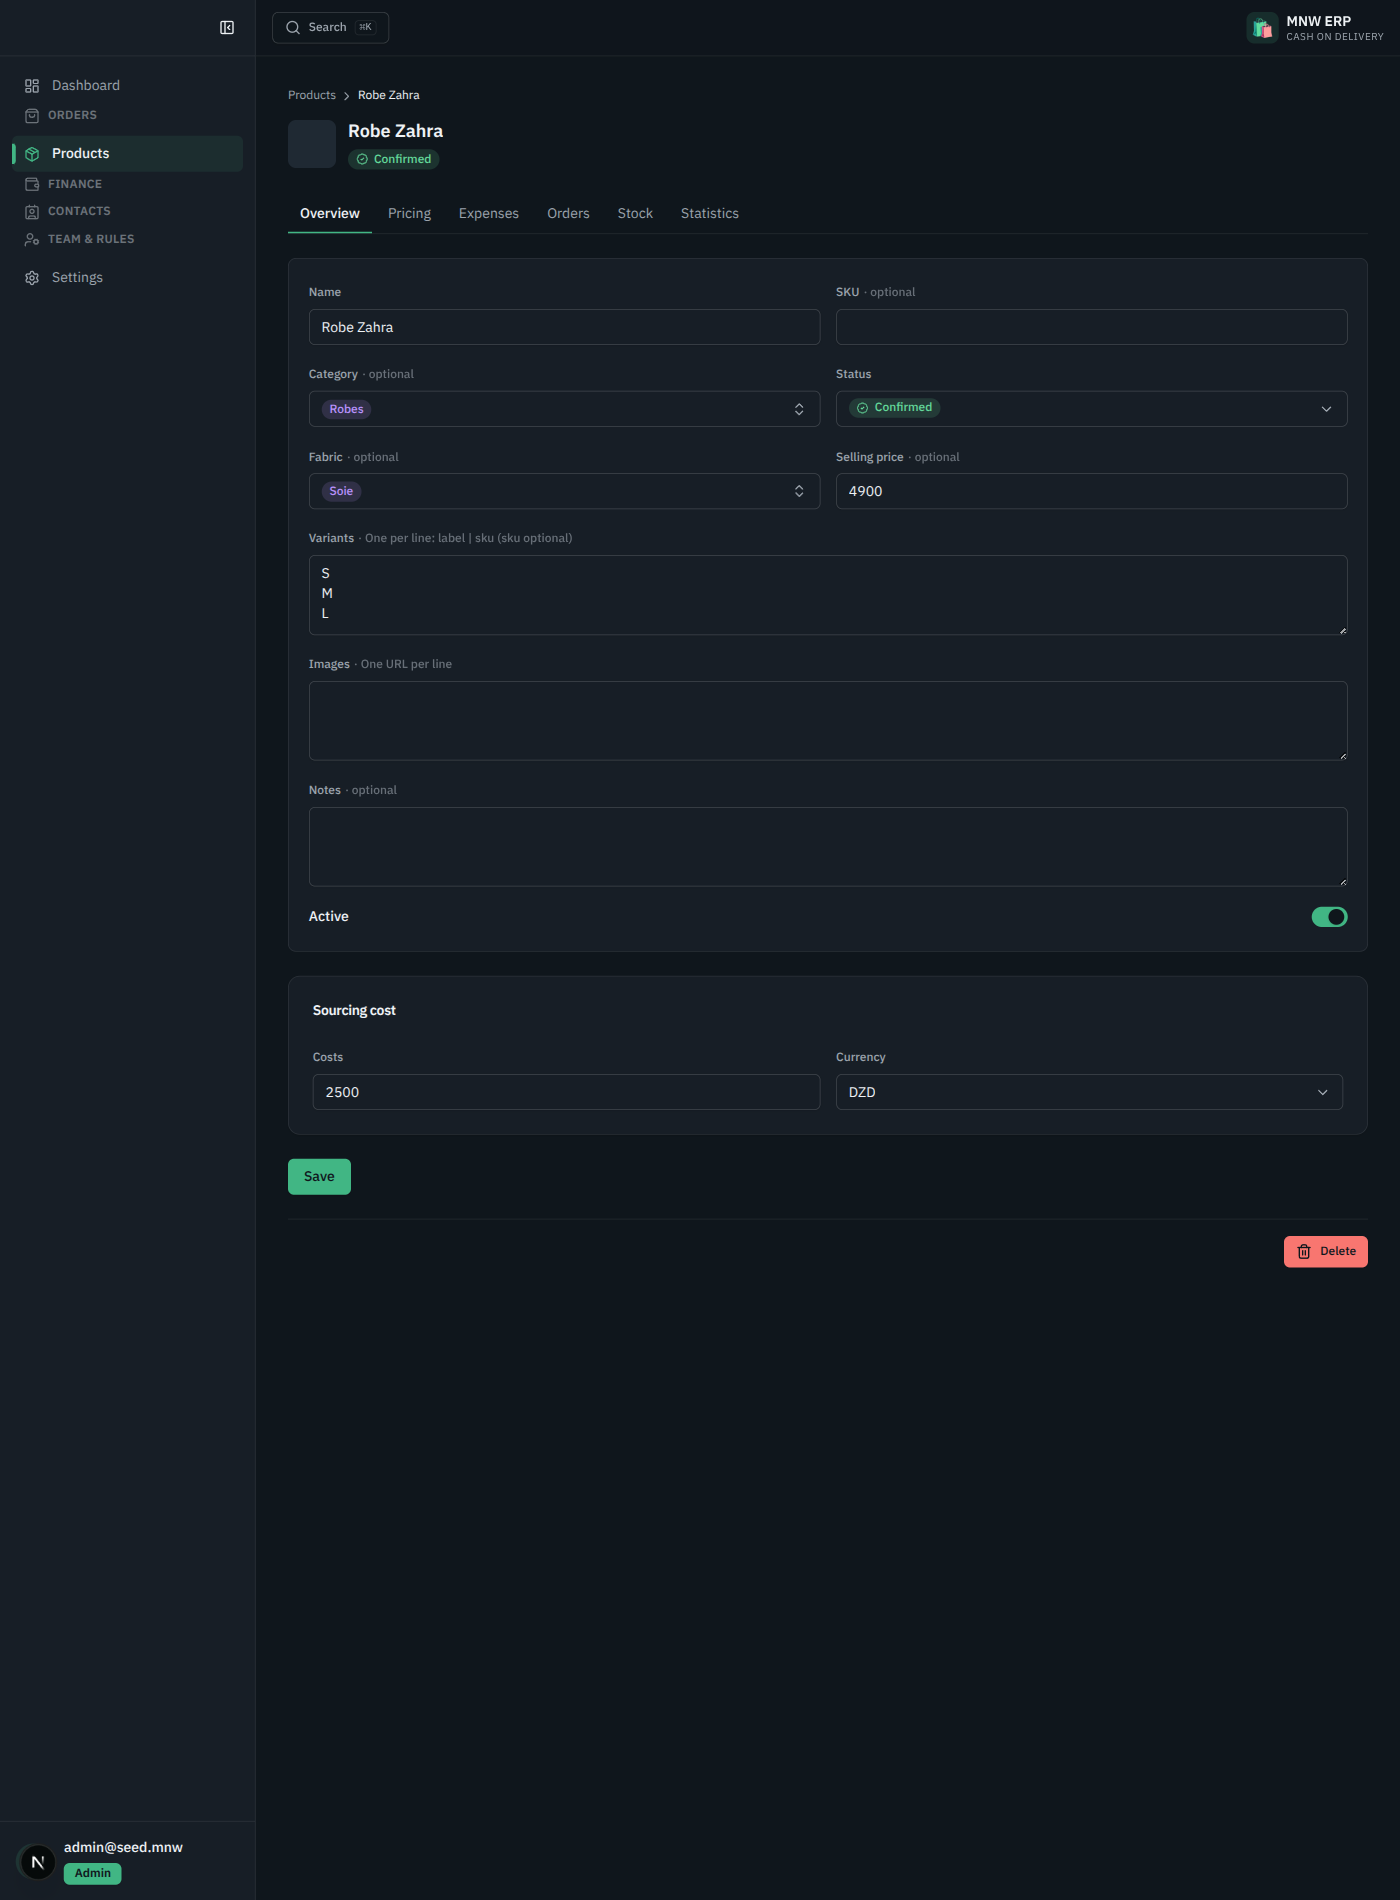 Search ⌘K
MNW ERP
CASH ON DELIVERY
Dashboard
ORDERS
Products
FINANCE
CONTACTS
TEAM & RULES
Settings
Products > Robe Zahra
Robe Zahra
Confirmed
Overview Pricing Expenses Orders Stock Statistics
Name
Robe Zahra
SKU · optional
Category · optional
Robes
Status
Confirmed
Fabric · optional
Soie
Selling price · optional
4900
Variants · One per line: label | sku (sku optional)
S
M
L
Images · One URL per line
Notes · optional
Active
Sourcing cost
Costs
2500
Currency
DZD
Save
Delete
N
admin@seed.mnw
Admin